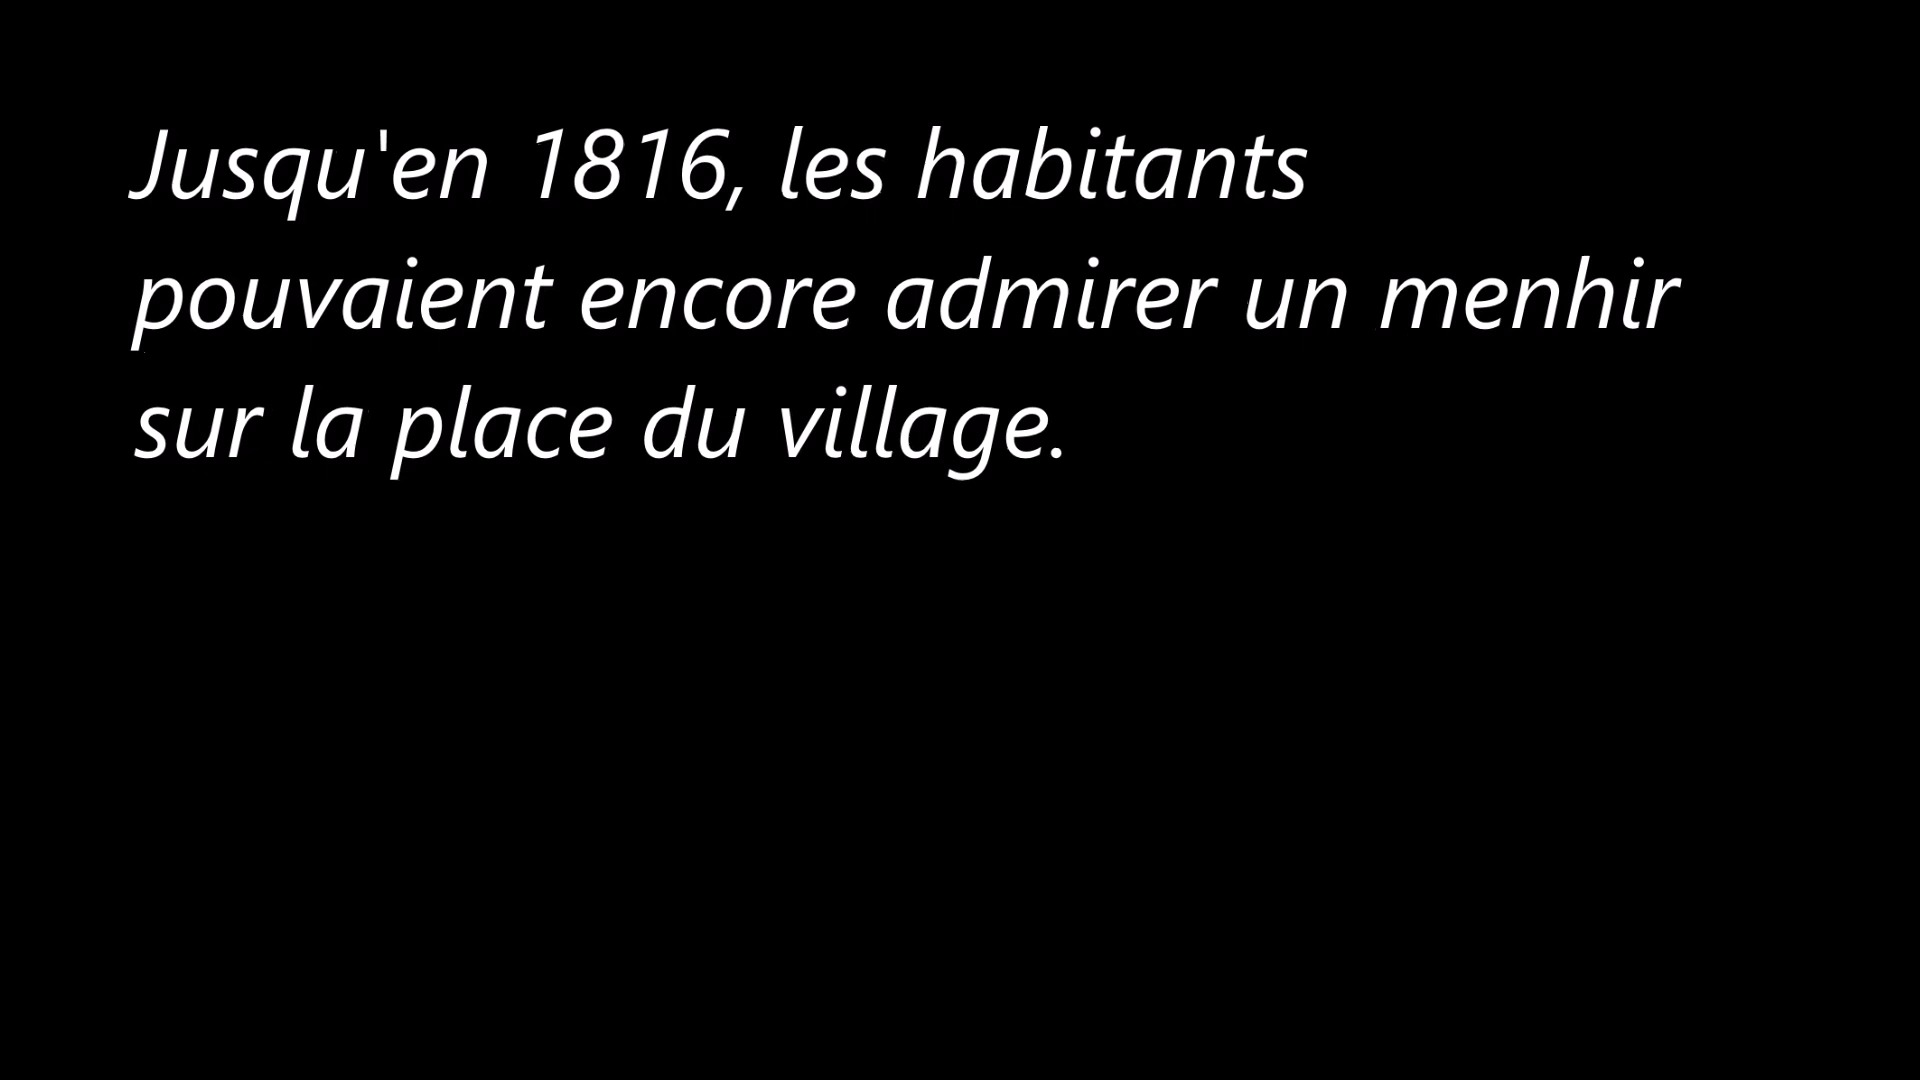 Jusqu'en 1816, les habitants
pouvaient encore admirer un menhir
sur la place du village.